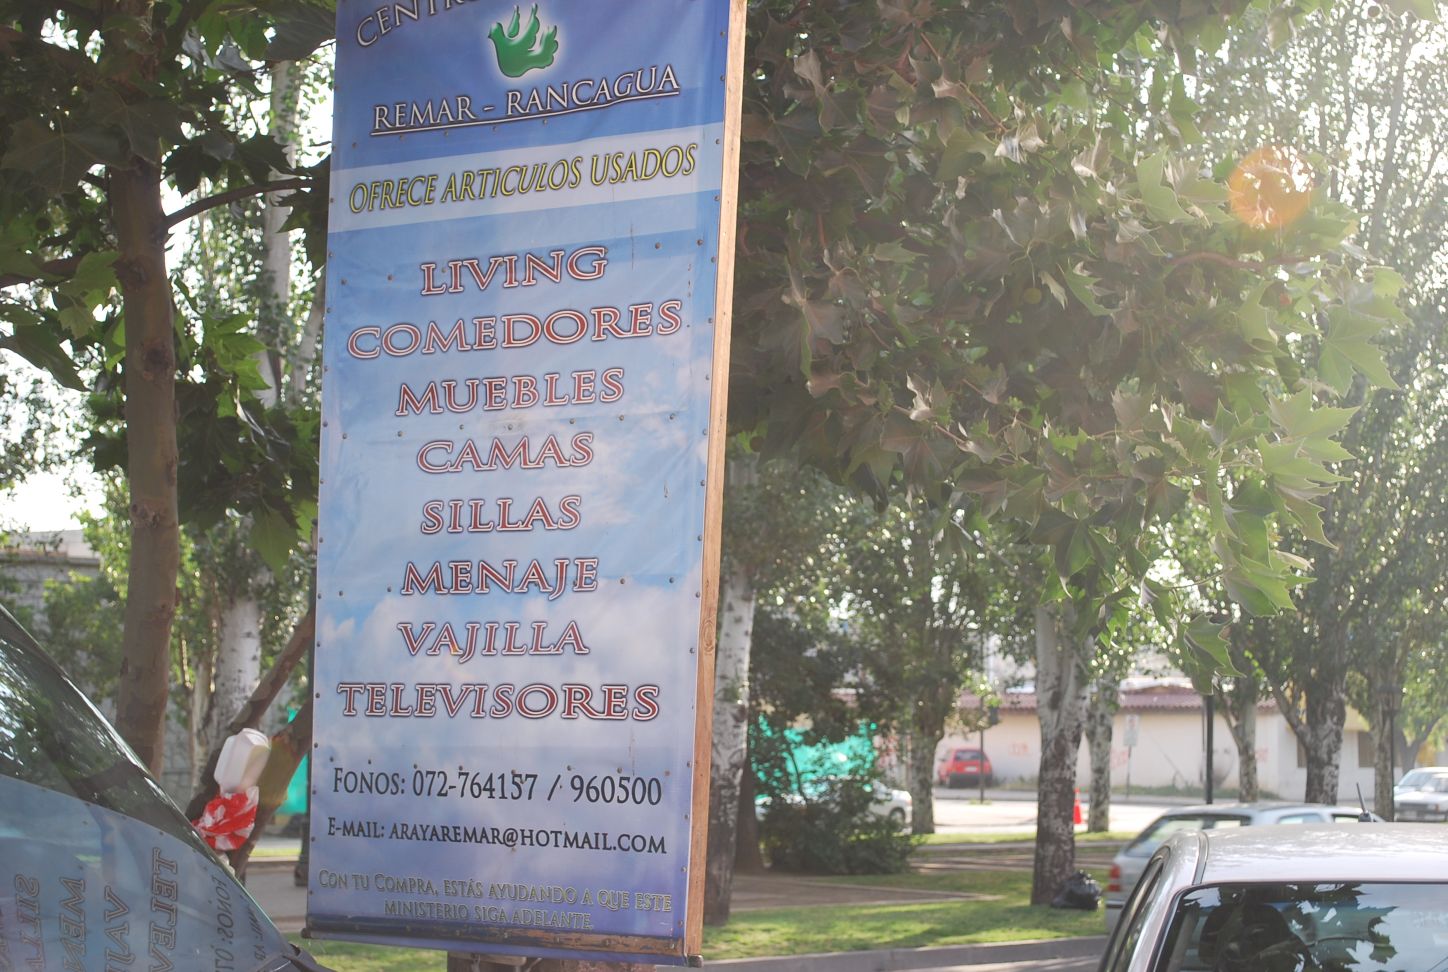 REMAR - RANCAGUA
OFRECE ARTICULOS USADOS
LIVING
COMEDORES
MUEBLES
CAMAS
SILLAS
MENAJE
VAJILLA
TELEVISORES
FONOS: 072-764157 / 960500
E-MAIL: ARAYAREMAR@HOTMAIL.COM
CON TU COMPRA, ESTÁS AYUDANDO A QUE ESTE
MINISTERIO SIGA ADELANTE.